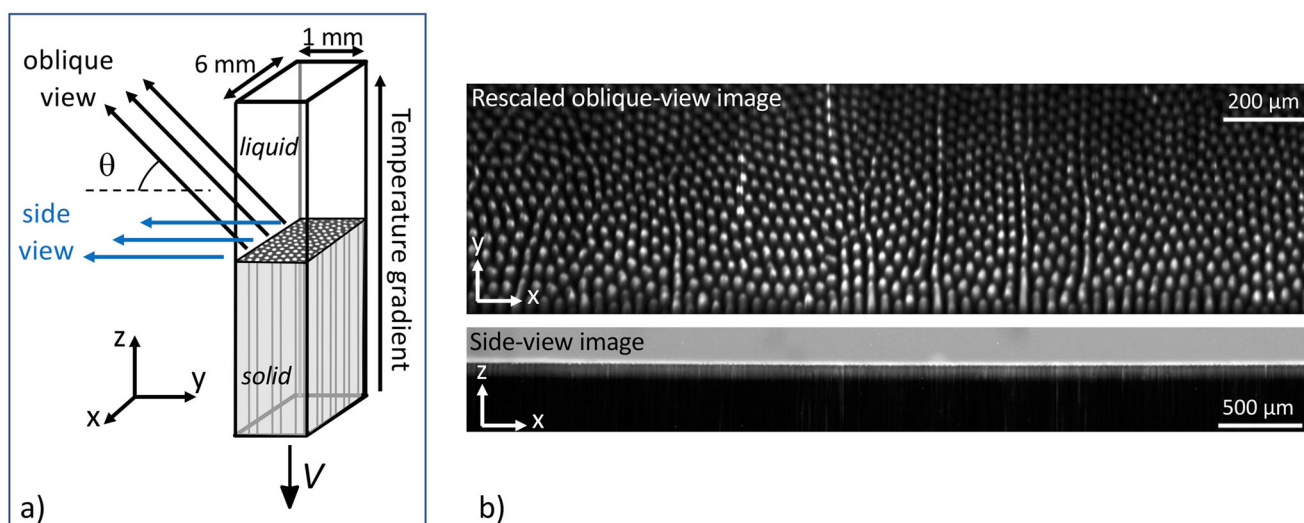 1 mm
6 mm
oblique
view
Temperature gradient
liquid
θ
side
view
z
y
x
solid
V
a)
Rescaled oblique-view image
200 µm
y
x
Side-view image
z
x
500 µm
b)